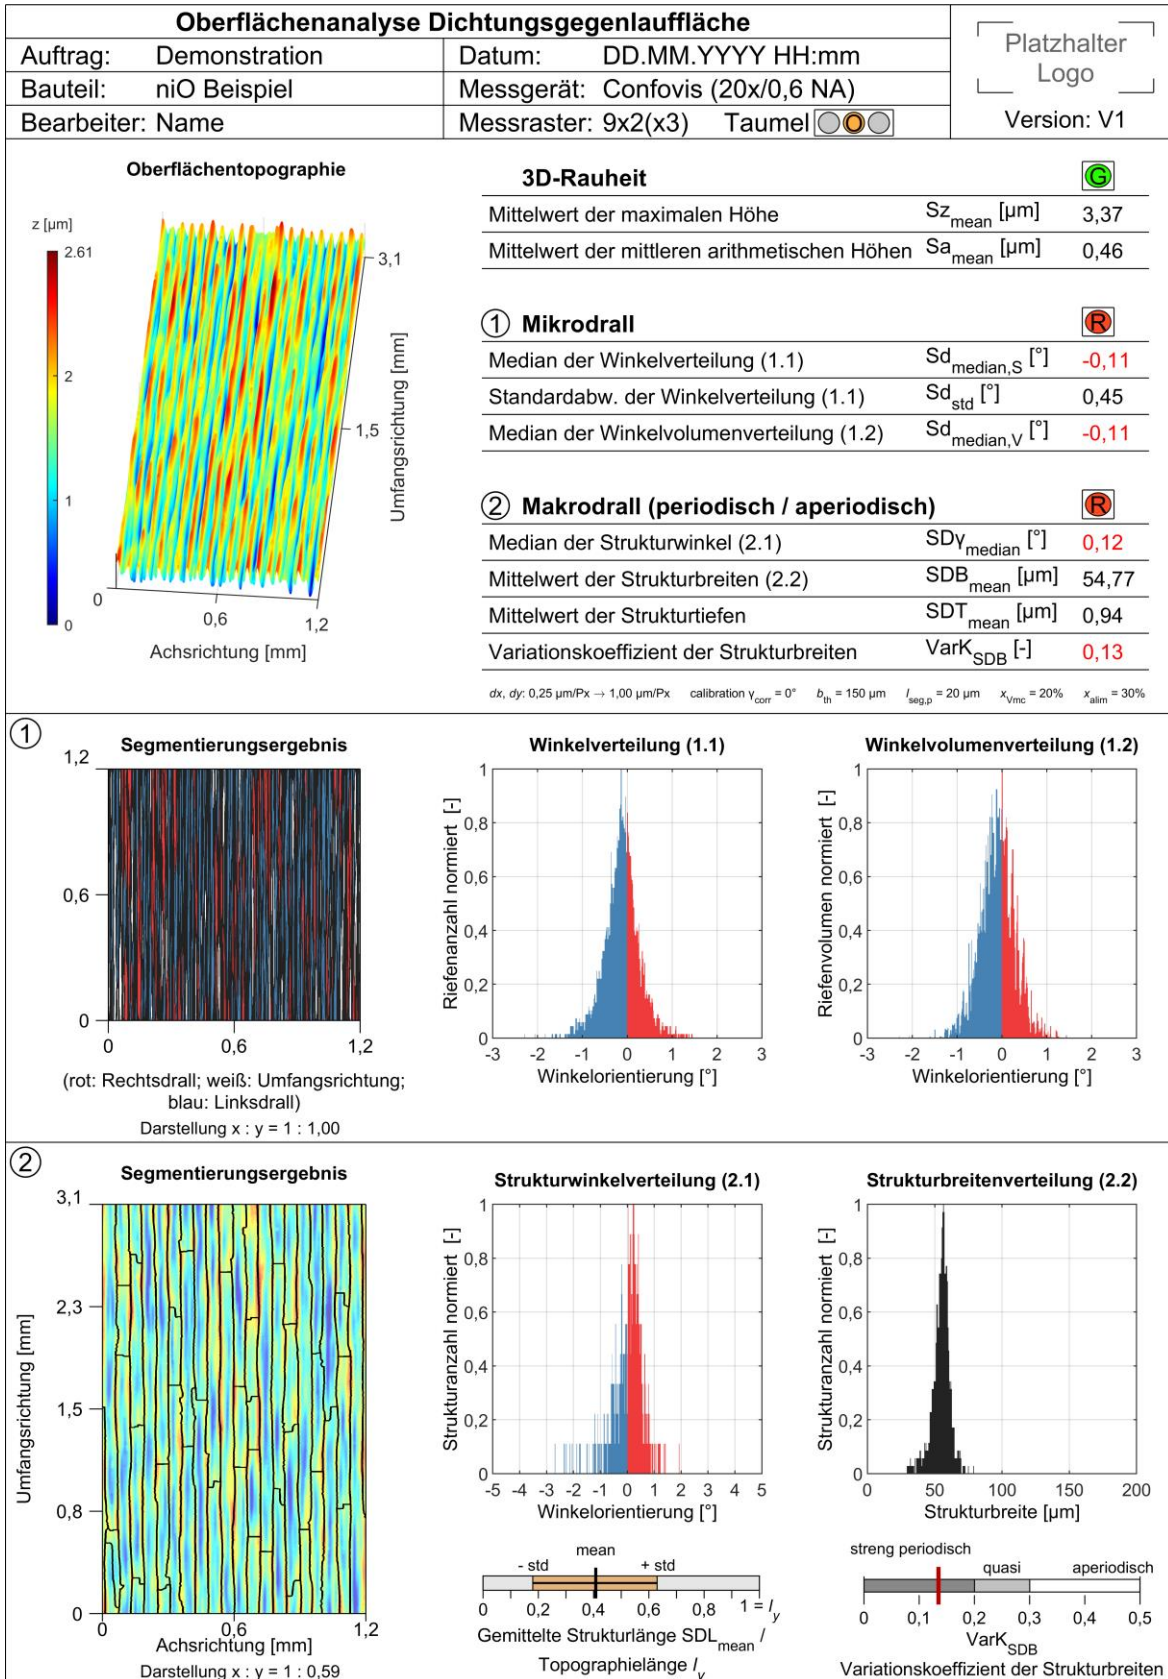 Oberflächenanalyse Dichtungsgegenlauffläche
Auftrag: Demonstration
Datum: DD.MM.YYYY HH:mm
Bauteil: niO Beispiel
Messgerät: Confovis (20x/0,6 NA)
Bearbeiter: Name
Messraster: 9x2(x3) Taumel O
Platzhalter
Logo
Version: V1
Oberflächentopographie
z [µm]
2.61
2
1
0
3,1
1,5
Umfangsrichtung [mm]
0
0,6
1,2
Achsrichtung [mm]
3D-Rauheit G
Mittelwert der maximalen Höhe Sz_mean [µm] 3,37
Mittelwert der mittleren arithmetischen Höhen Sa_mean [µm] 0,46
1 Mikrodrall R
Median der Winkelverteilung (1.1) Sd_median,S [°] -0,11
Standardabw. der Winkelverteilung (1.1) Sd_std [°] 0,45
Median der Winkelvolumenverteilung (1.2) Sd_median,V [°] -0,11
2 Makrodrall (periodisch / aperiodisch) R
Median der Strukturwinkel (2.1) SDγ_median [°] 0,12
Mittelwert der Strukturbreiten (2.2) SDB_mean [µm] 54,77
Mittelwert der Strukturtiefen SDT_mean [µm] 0,94
Variationskoeffizient der Strukturbreiten VarK_SDB [-] 0,13
dx, dy: 0,25 µm/Px → 1,00 µm/Px calibration γ_corr = 0° b_th = 150 µm l_seg,p = 20 µm x_Vmc = 20% x_alim = 30%
1
Segmentierungsergebnis
1,2
0,6
0
0 0,6 1,2
(rot: Rechtsdrall; weiß: Umfangsrichtung;
blau: Linksdrall)
Darstellung x : y = 1 : 1,00
Winkelverteilung (1.1)
Riefenanzahl normiert [-]
1
0,8
0,6
0,4
0,2
0
-3 -2 -1 0 1 2 3
Winkelorientierung [°]
Winkelvolumenverteilung (1.2)
Riefenvolumen normiert [-]
1
0,8
0,6
0,4
0,2
0
-3 -2 -1 0 1 2 3
Winkelorientierung [°]
2
Segmentierungsergebnis
Umfangsrichtung [mm]
3,1
2,3
1,5
0,8
0
0 0,6 1,2
Achsrichtung [mm]
Darstellung x : y = 1 : 0,59
Strukturwinkelverteilung (2.1)
Strukturanzahl normiert [-]
1
0,8
0,6
0,4
0,2
0
-5 -4 -3 -2 -1 0 1 2 3 4 5
Winkelorientierung [°]
mean
- std + std
0 0,2 0,4 0,6 0,8 1 = l_y
Gemittelte Strukturlänge SDL_mean /
Topographielänge l_y
Strukturbreitenverteilung (2.2)
Strukturanzahl normiert [-]
1
0,8
0,6
0,4
0,2
0
0 50 100 150 200
Strukturbreite [µm]
streng periodisch
quasi aperiodisch
0 0,1 0,2 0,3 0,4 0,5
VarK_SDB
Variationskoeffizient der Strukturbreiten